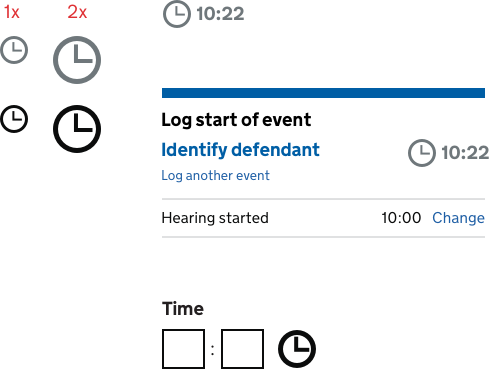 1x 2x
10:22
Log start of event
Identify defendant 10:22
Log another event
Hearing started 10:00 Change
Time
: